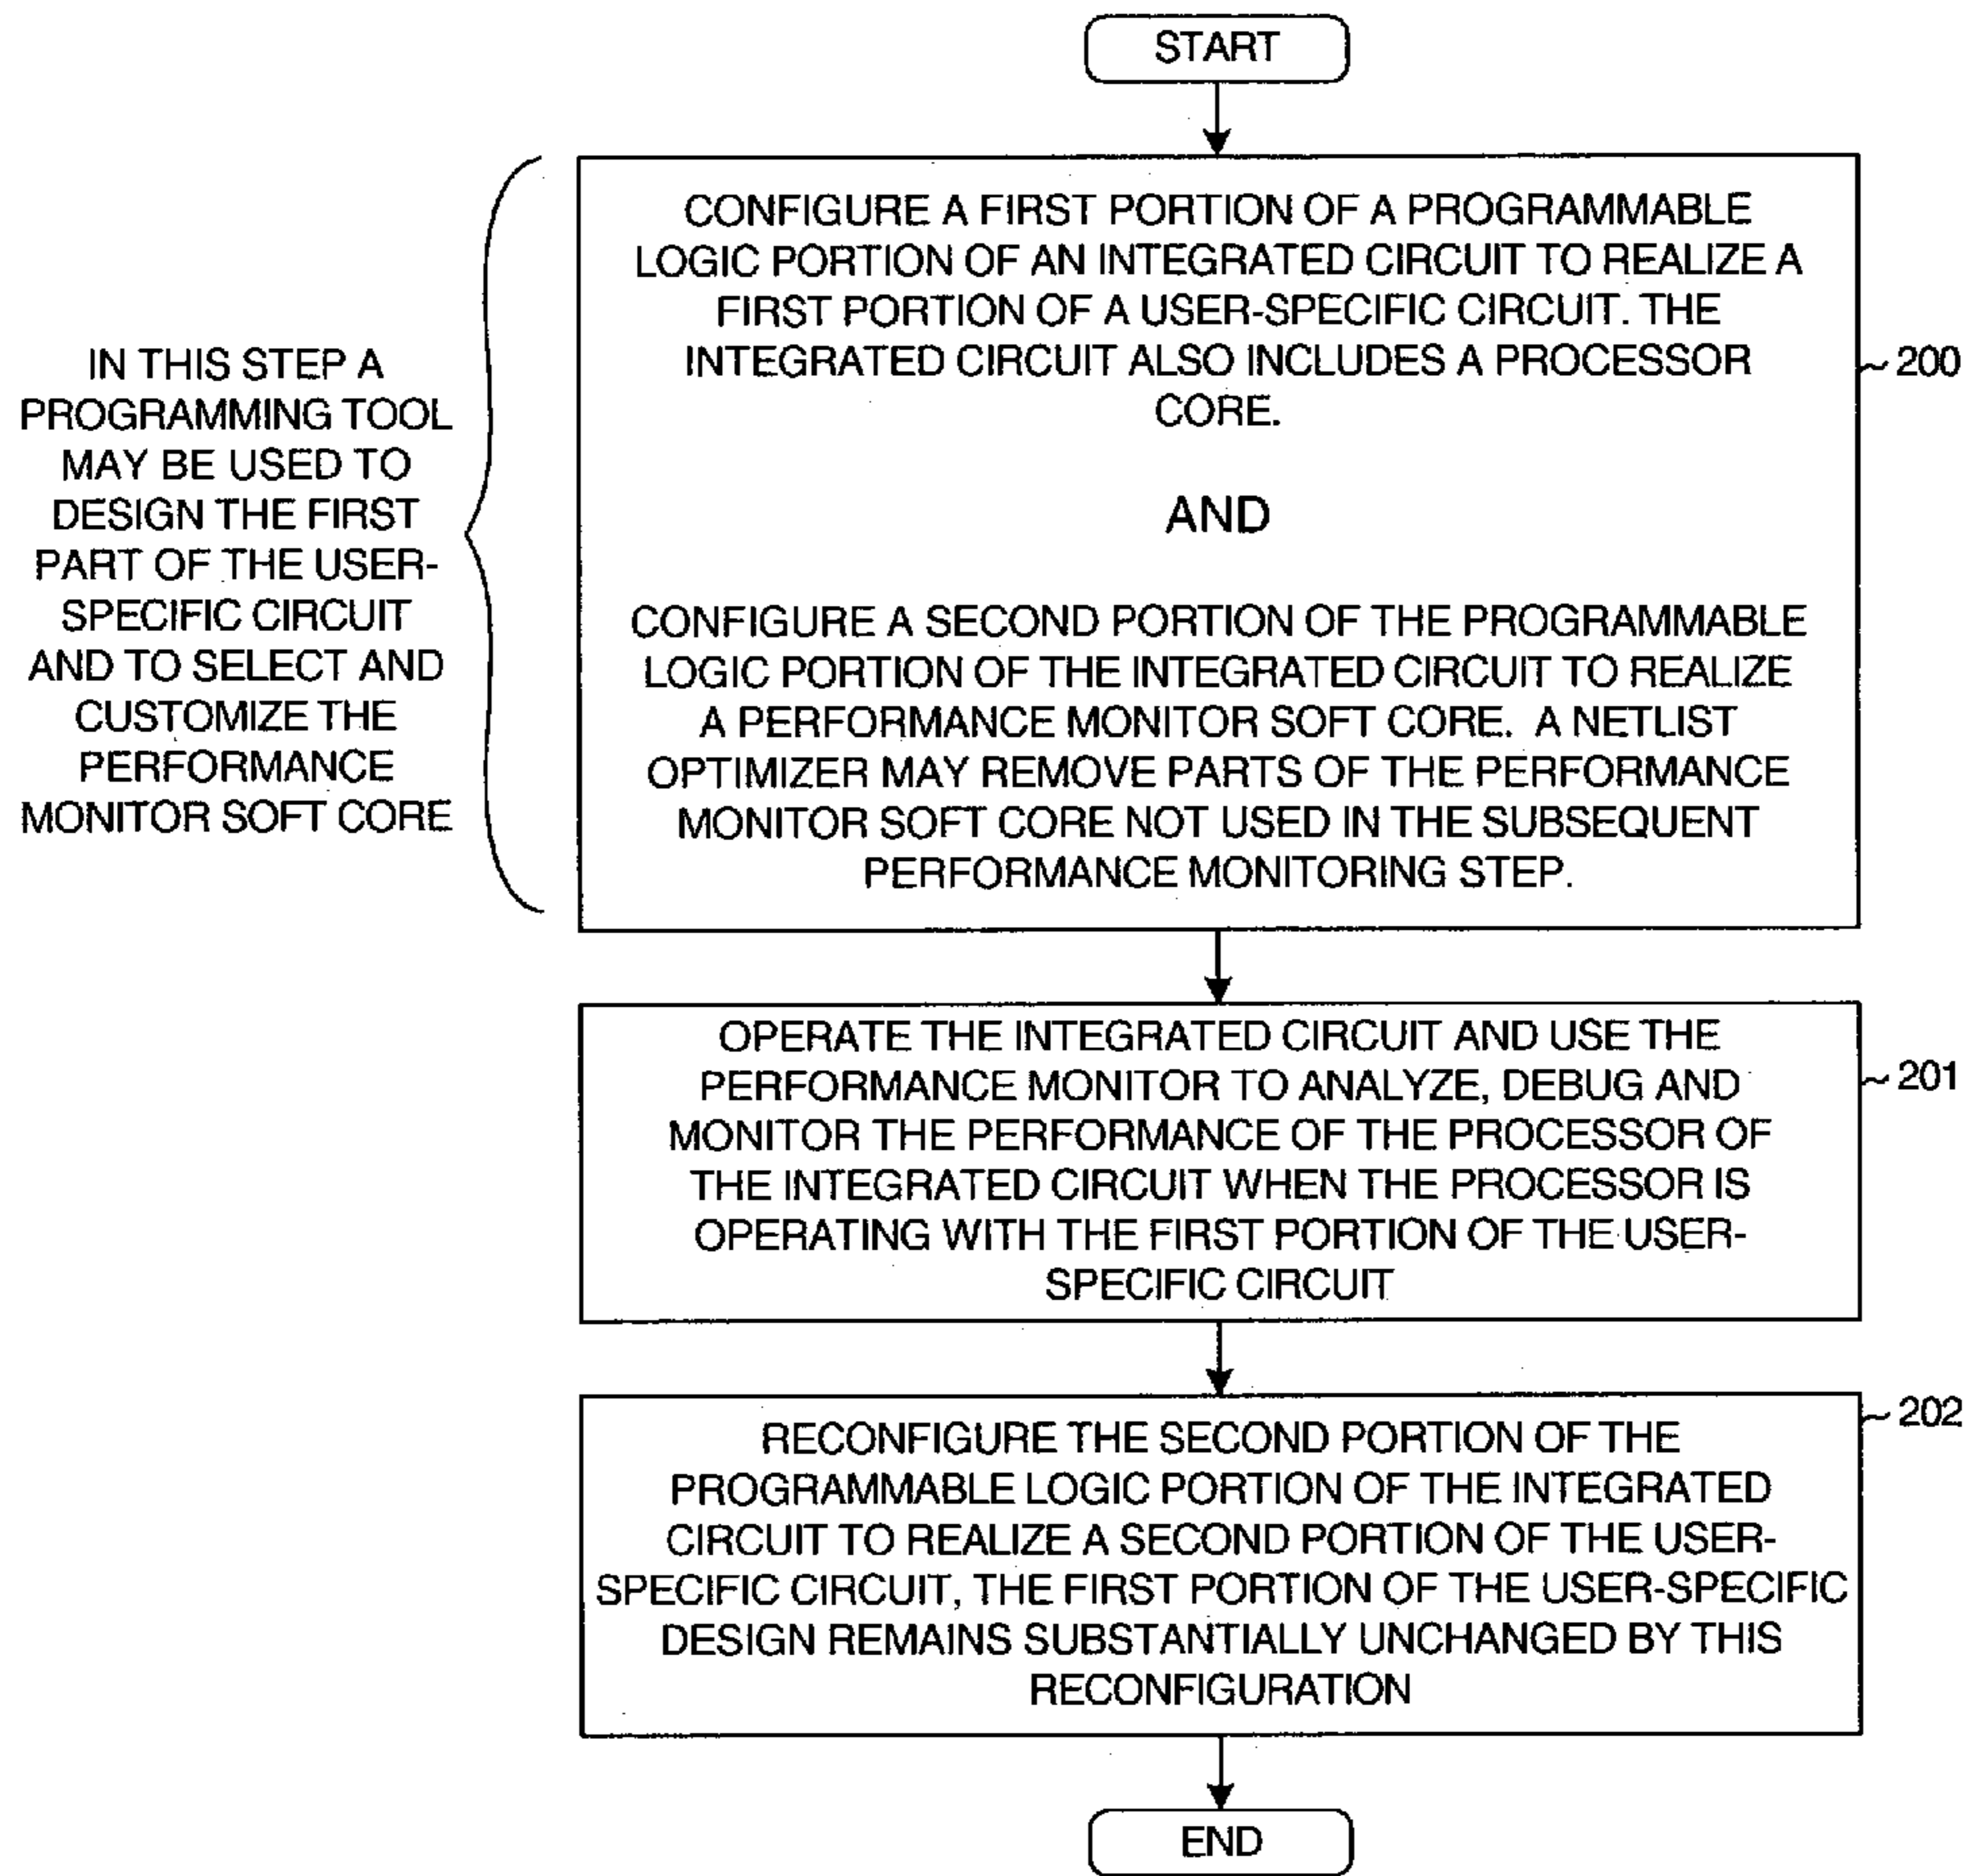 START
IN THIS STEP A
PROGRAMMING TOOL
MAY BE USED TO
DESIGN THE FIRST
PART OF THE USER-
SPECIFIC CIRCUIT
AND TO SELECT AND
CUSTOMIZE THE
PERFORMANCE
MONITOR SOFT CORE
CONFIGURE A FIRST PORTION OF A PROGRAMMABLE
LOGIC PORTION OF AN INTEGRATED CIRCUIT TO REALIZE A
FIRST PORTION OF A USER-SPECIFIC CIRCUIT. THE
INTEGRATED CIRCUIT ALSO INCLUDES A PROCESSOR
CORE.
AND
CONFIGURE A SECOND PORTION OF THE PROGRAMMABLE
LOGIC PORTION OF THE INTEGRATED CIRCUIT TO REALIZE
A PERFORMANCE MONITOR SOFT CORE. A NETLIST
OPTIMIZER MAY REMOVE PARTS OF THE PERFORMANCE
MONITOR SOFT CORE NOT USED IN THE SUBSEQUENT
PERFORMANCE MONITORING STEP.
200
OPERATE THE INTEGRATED CIRCUIT AND USE THE
PERFORMANCE MONITOR TO ANALYZE, DEBUG AND
MONITOR THE PERFORMANCE OF THE PROCESSOR OF
THE INTEGRATED CIRCUIT WHEN THE PROCESSOR IS
OPERATING WITH THE FIRST PORTION OF THE USER-
SPECIFIC CIRCUIT
201
RECONFIGURE THE SECOND PORTION OF THE
PROGRAMMABLE LOGIC PORTION OF THE INTEGRATED
CIRCUIT TO REALIZE A SECOND PORTION OF THE USER-
SPECIFIC CIRCUIT, THE FIRST PORTION OF THE USER-SPECIFIC
DESIGN REMAINS SUBSTANTIALLY UNCHANGED BY THIS
RECONFIGURATION
202
END